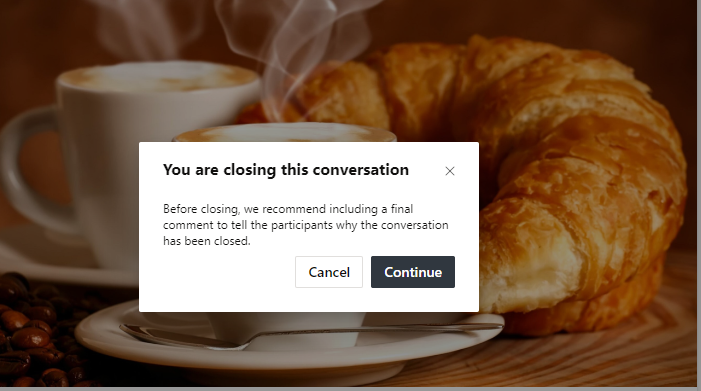 You are closing this conversation
Before closing, we recommend including a final
comment to tell the participants why the conversation
has been closed.
Cancel
Continue